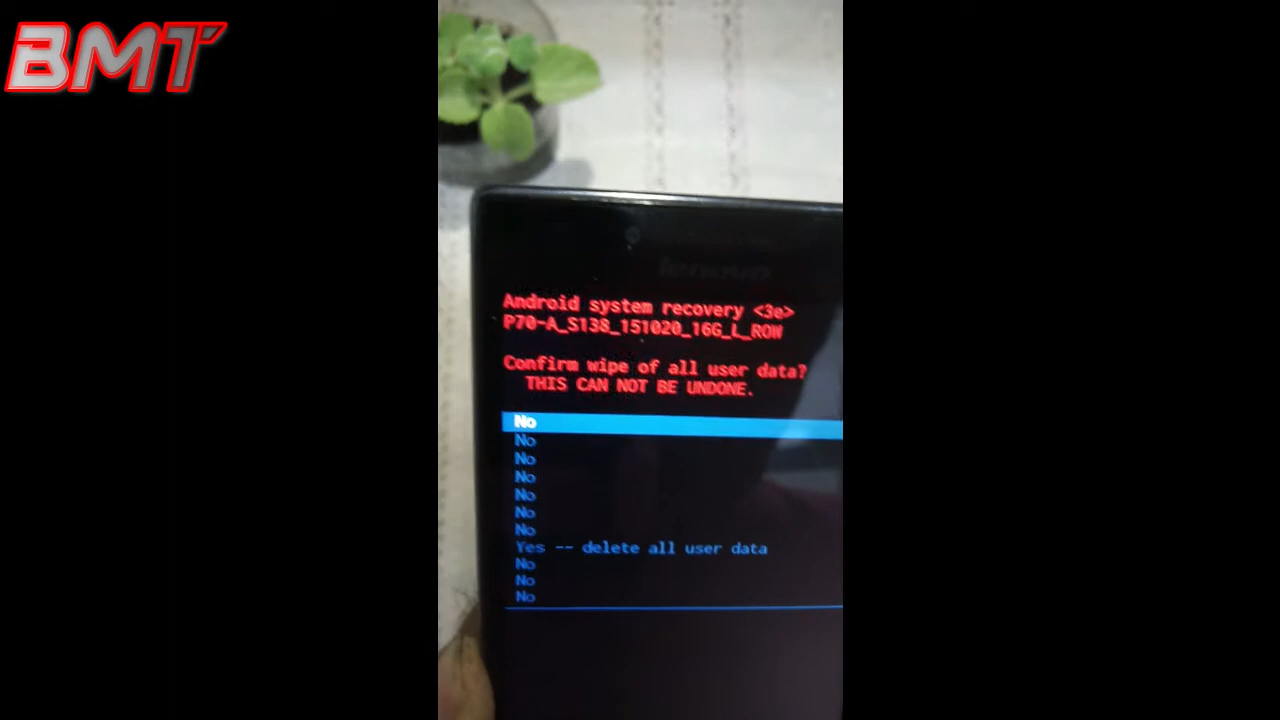 BMT
lenovo
Android system recovery <3e>
P70-A_S138_151020_16G_L_ROW
Confirm wipe of all user data?
THIS CAN NOT BE UNDONE.
No
No
No
No
No
No
No
Yes -- delete all user data
No
No
No